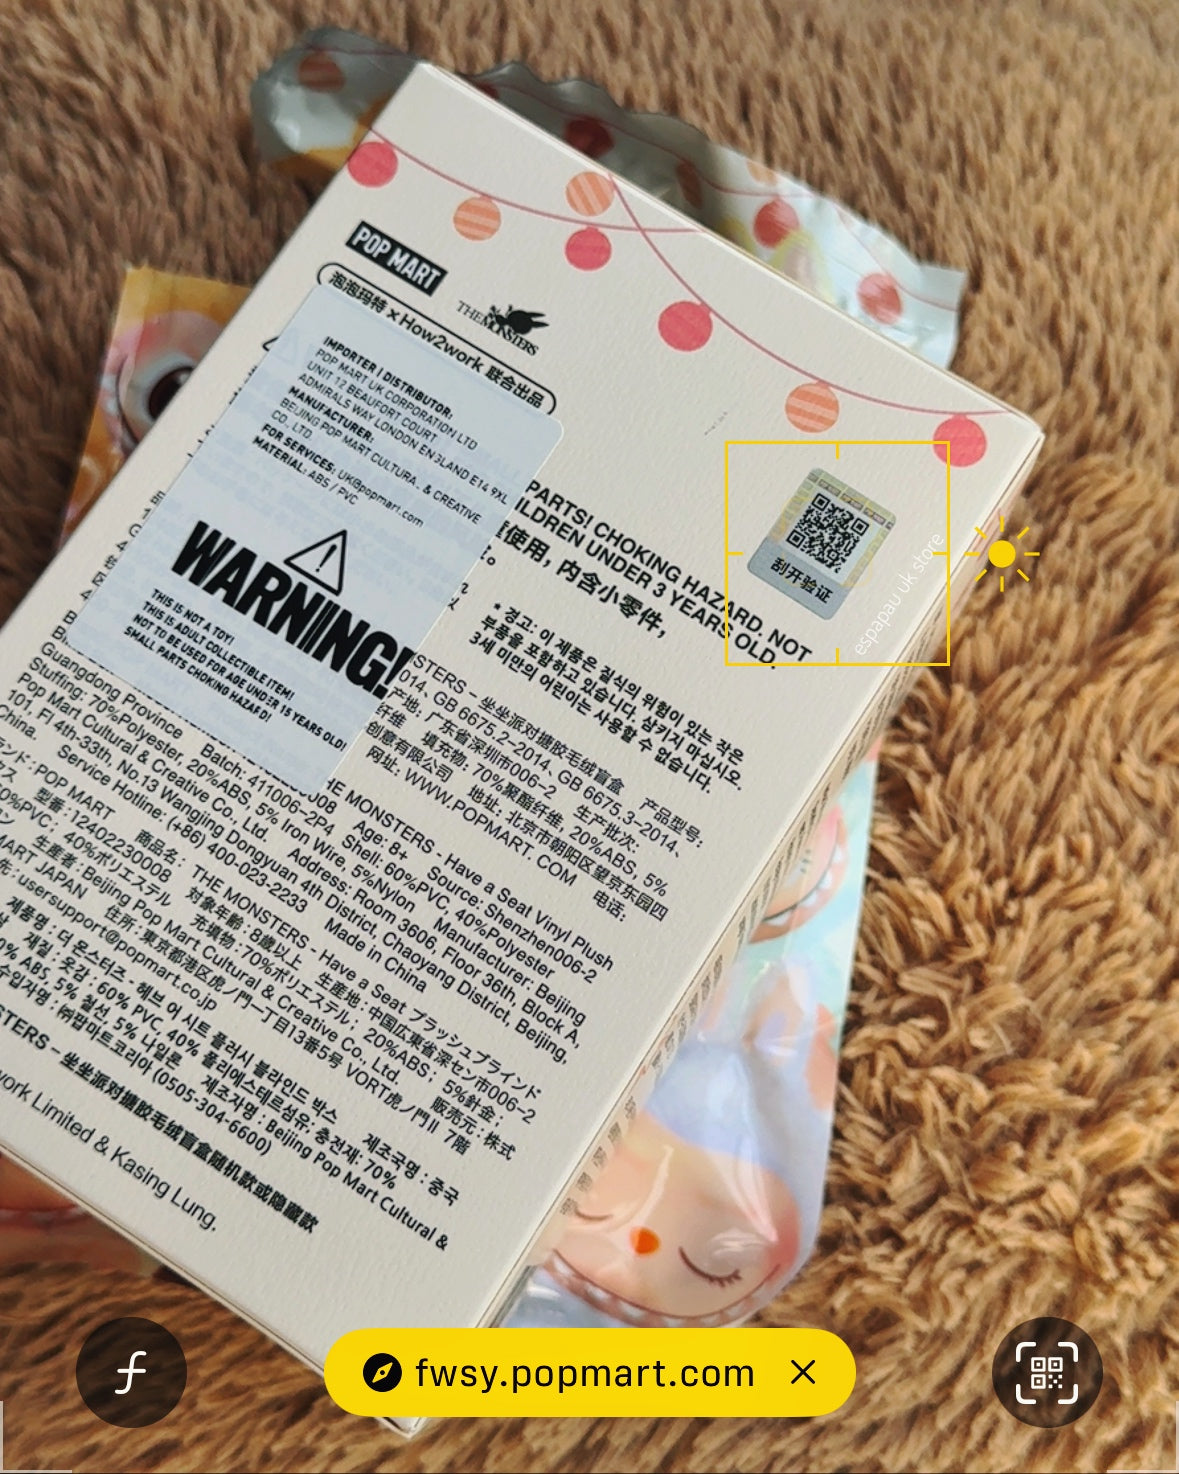 POP MART
泡泡玛特 × How2work 联合出品
THE MONSTERS
IMPORTER | DISTRIBUTOR:
POP MART UK CORPORATION LTD
UNIT 12 BEAUFORT COURT
ADMIRALS WAY LONDON ENGLAND E14 9XL
MANUFACTURER:
BEIJING POP MART CULTURAL & CREATIVE
CO., LTD.
FOR SERVICES: UK@popmart.com
MATERIAL: ABS / PVC
WARNING!
THIS IS NOT A TOY!
THIS IS ADULT COLLECTIBLE ITEM!
NOT TO BE USED FOR AGE UNDER 15 YEARS OLD!
SMALL PARTS CHOKING HAZARD!
PARTS! CHOKING HAZARD. NOT
ILDREN UNDER 3 YEARS OLD.
使用，内含小零件，
* 경고: 이 제품은 질식의 위험이 있는 작은
부품을 포함하고 있습니다. 삼키지 마십시오.
3세 미만의 어린이는 사용할 수 없습니다.
刮开验证
espapau uk store
STERS – 坐坐派对搪胶毛绒盲盒 产品型号:
014、GB 6675.2–2014、GB 6675.3–2014、
产地: 广东省深圳市006–2 生产批次:
纤维 填充物: 70%聚酯纤维, 20%ABS, 5%
创意有限公司 地址: 北京市朝阳区望京东园四
网址: WWW.POPMART. COM 电话:
HE MONSTERS - Have a Seat Vinyl Plush
008 Age: 8+ Source: Shenzhen006-2
Guangdong Province Batch: 411006-2P4 Shell: 60%PVC, 40%Polyester
Stuffing: 70%Polyester, 20%ABS, 5% Iron Wire, 5%Nylon Manufacturer: Beijing
Pop Mart Cultural & Creative Co., Ltd. Address: Room 3606, Floor 36th, Block A,
101, Fl 4th-33th, No.13 Wangjing Dongyuan 4th District, Chaoyang District, Beijing,
China. Service Hotline: (+86) 400-023-2233 Made in China
ランド : POP MART 商品名 : THE MONSTERS - Have a Seat プラッシュブラインド
クス 型番 : 1240223008 対象年齢 : 8歳以上 生産地 : 中国広東省深セン市006–2
0%PVC ; 40%ポリエステル 充填物 : 70%ポリエステル ; 20%ABS ; 5%針金 ;
ン 生産者 : Beijing Pop Mart Cultural & Creative Co., Ltd. 販売元 : 株式
MART JAPAN 住所 : 東京都港区虎ノ門一丁目13番5号 VORT虎ノ門II 7階
先 : usersupport@popmart.co.jp
제품명 : 더 몬스터즈 - 헤브 어 시트 플러시 블라인드 박스 제조국명 : 중국
재질 : 겉감: 60% PVC, 40% 폴리에스테르섬유; 충전재: 70%
0% ABS, 5% 철선, 5% 나일론 제조자명 : Beijing Pop Mart Cultural &
수입자명 : ㈜팝마트코리아 (0505-304-6600)
STERS – 坐坐派对搪胶毛绒盲盒随机款或隐藏款
work Limited & Kasing Lung.
fwsy.popmart.com